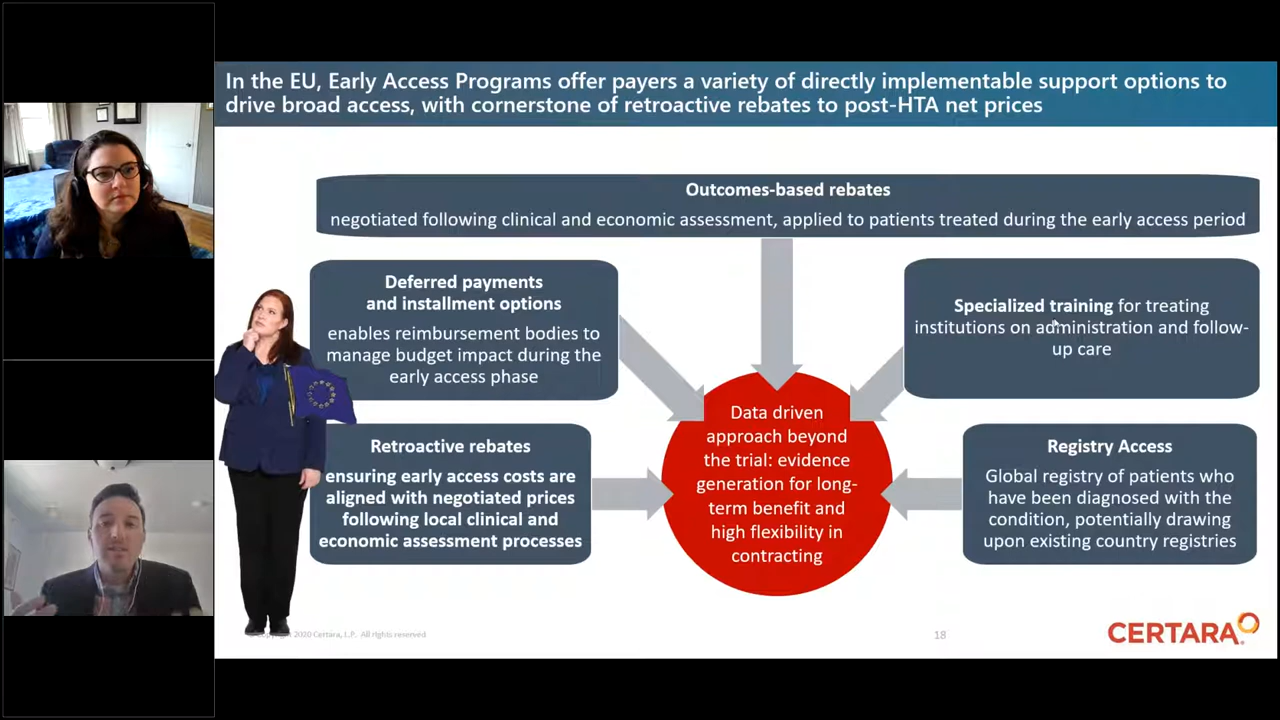 In the EU, Early Access Programs offer payers a variety of directly implementable support options to
drive broad access, with cornerstone of retroactive rebates to post-HTA net prices
Outcomes-based rebates
negotiated following clinical and economic assessment, applied to patients treated during the early access period
Deferred payments
and installment options
enables reimbursement bodies to
manage budget impact during the
early access phase
Specialized training for treating
institutions on administration and follow-
up care
Retroactive rebates
ensuring early access costs are
aligned with negotiated prices
following local clinical and
economic assessment processes
Data driven
approach beyond
the trial: evidence
generation for long-
term benefit and
high flexibility in
contracting
Registry Access
Global registry of patients who
have been diagnosed with the
condition, potentially drawing
upon existing country registries
2020 Certara, L.P. All rights reserved.
18
CERTARA